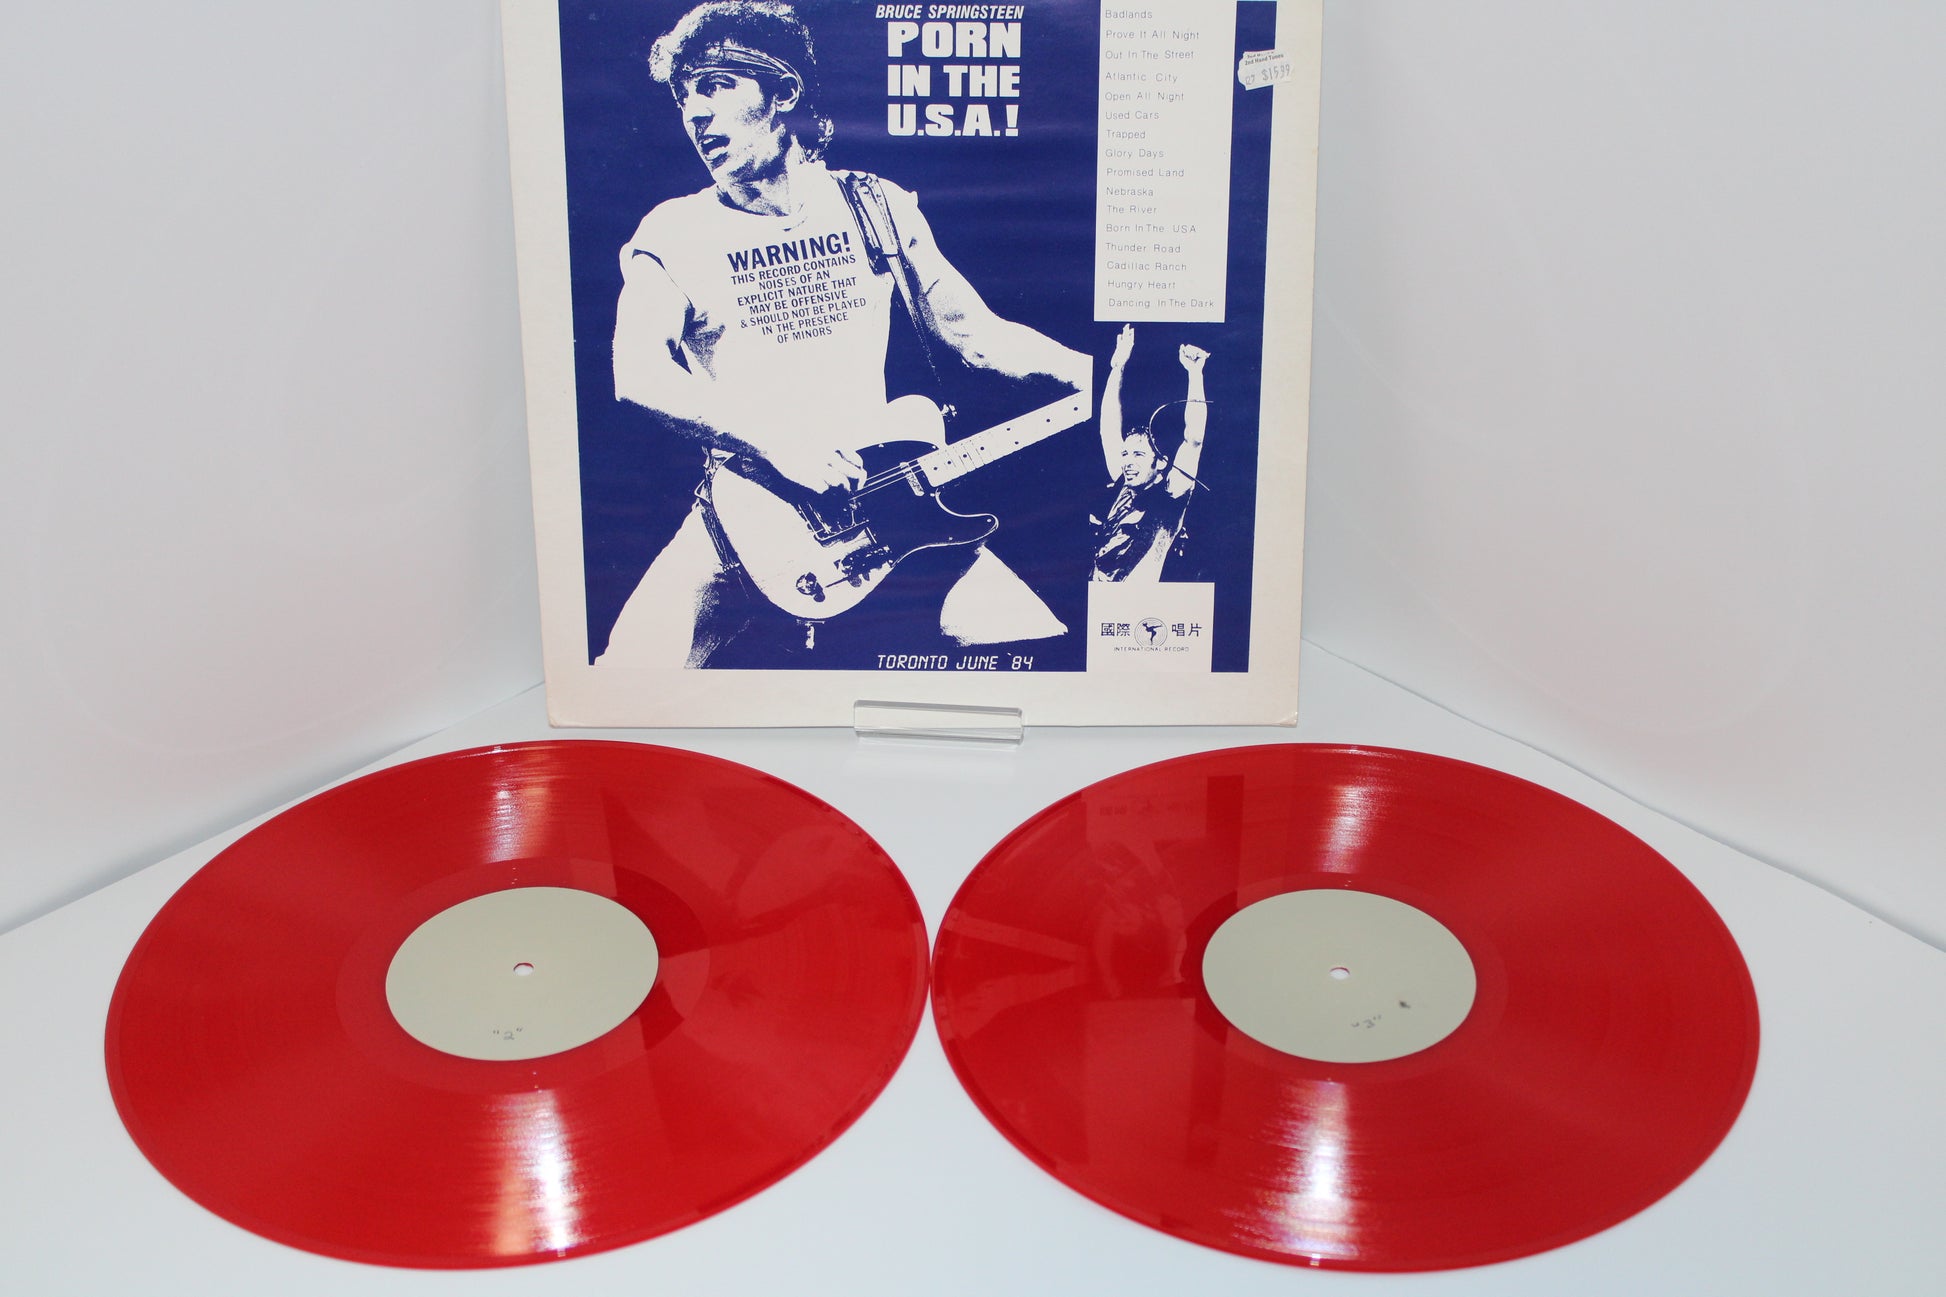 BRUCE SPRINGSTEEN
PORN
IN THE
U.S.A.!
WARNING!
THIS RECORD CONTAINS
NOISES OF AN
EXPLICIT NATURE THAT
MAY BE OFFENSIVE
& SHOULD NOT BE PLAYED
IN THE PRESENCE
OF MINORS
TORONTO JUNE `84
Badlands
Prove It All Night
Out In The Street
Atlantic City
Open All Night
Used Cars
Trapped
Glory Days
Promised Land
Nebraska
The River
Born In The USA
Thunder Road
Cadillac Ranch
Hungry Heart
Dancing In The Dark
2nd Hand Tunes
$15.99
國際 唱片
INTERNATIONAL RECORD
"2"
"3"